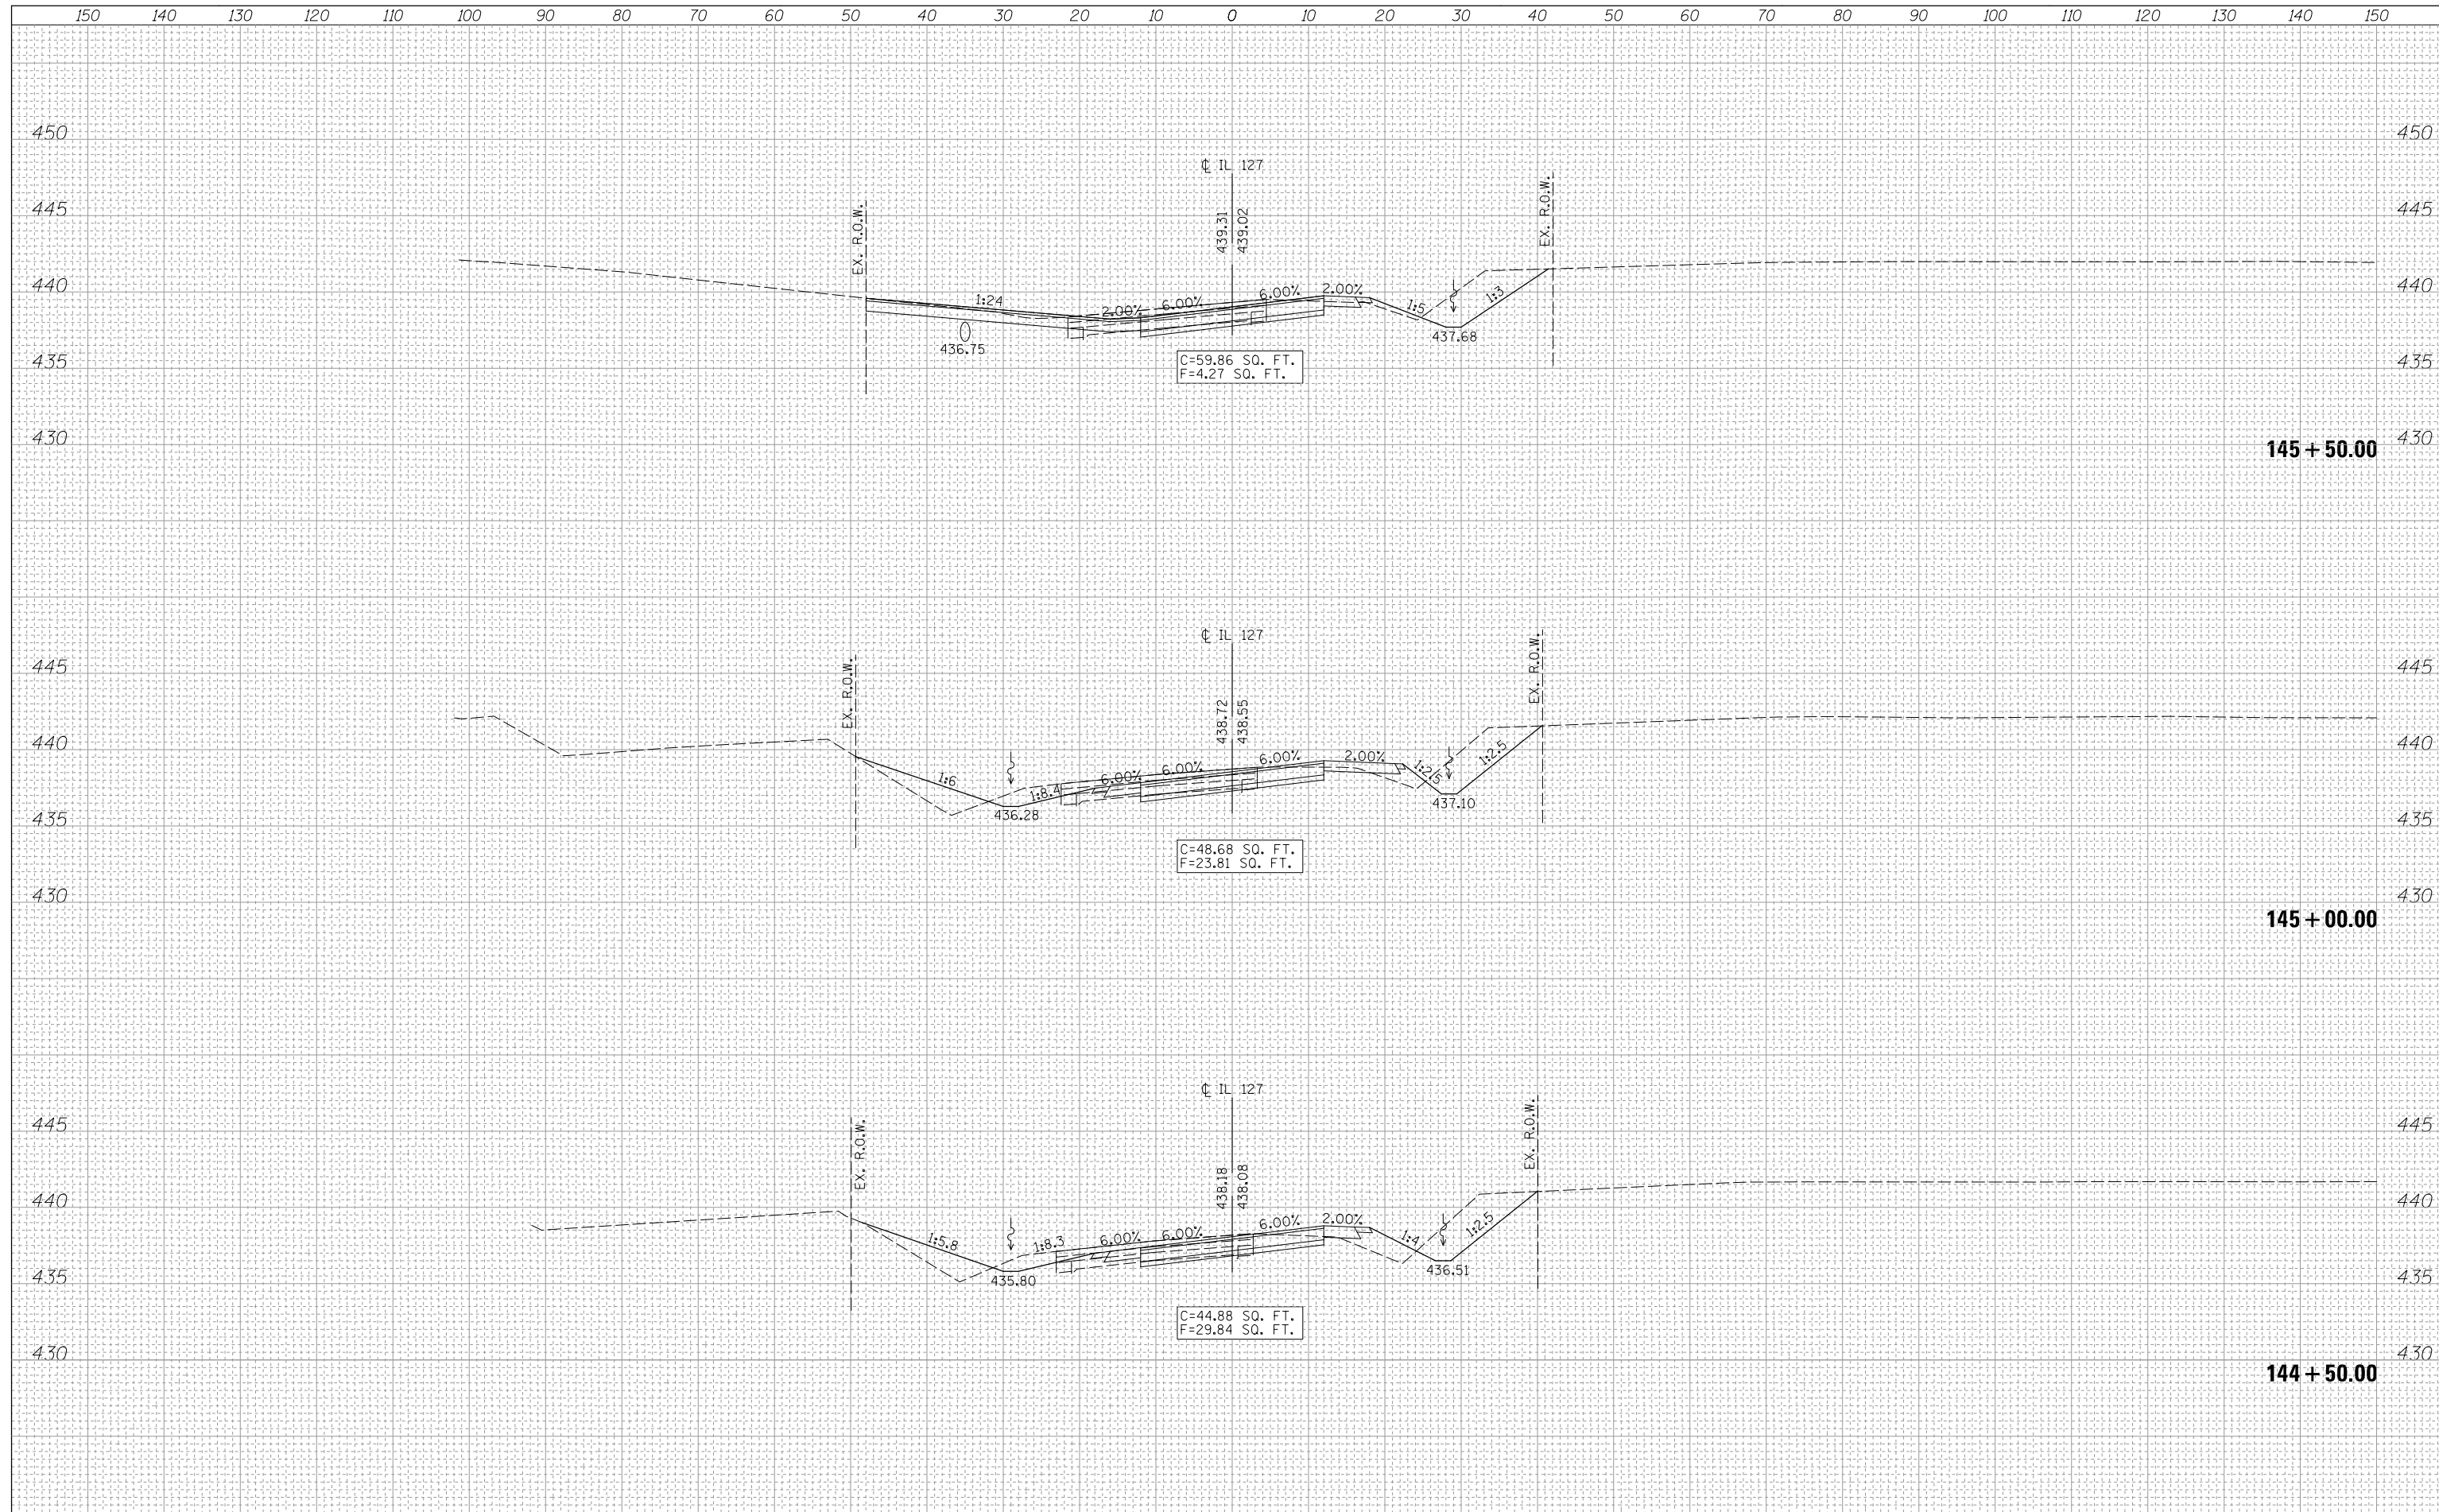 150 140 130 120 110 100 90 80 70 60 50 40 30 20 10 0 10 20 30 40 50 60 70 80 90 100 110 120 130 140 150
450 450
℄ IL 127
445 EX. R.O.W. 439.31 439.02 EX. R.O.W. 445
440 1:24 2.00% 6.00% 6.00% 2.00% 1:5 1:3 440
436.75 437.68
435 C=59.86 SQ. FT. 435
F=4.27 SQ. FT.
430 430
145+50.00
℄ IL 127
445 EX. R.O.W. EX. R.O.W. 445
438.72 438.55
440 440
1:6 1:8.4 6.00% 6.00% 6.00% 2.00% 1:2.5 1:2.5
436.28 437.10
435 435
C=48.68 SQ. FT.
F=23.81 SQ. FT.
430 430
145+00.00
℄ IL 127
445 EX. R.O.W. EX. R.O.W. 445
438.18 438.08
440 440
1:5.8 1:8.3 6.00% 6.00% 6.00% 2.00% 1:4 1:2.5
435.80 436.51
435 435
C=44.88 SQ. FT.
F=29.84 SQ. FT.
430 430
144+50.00